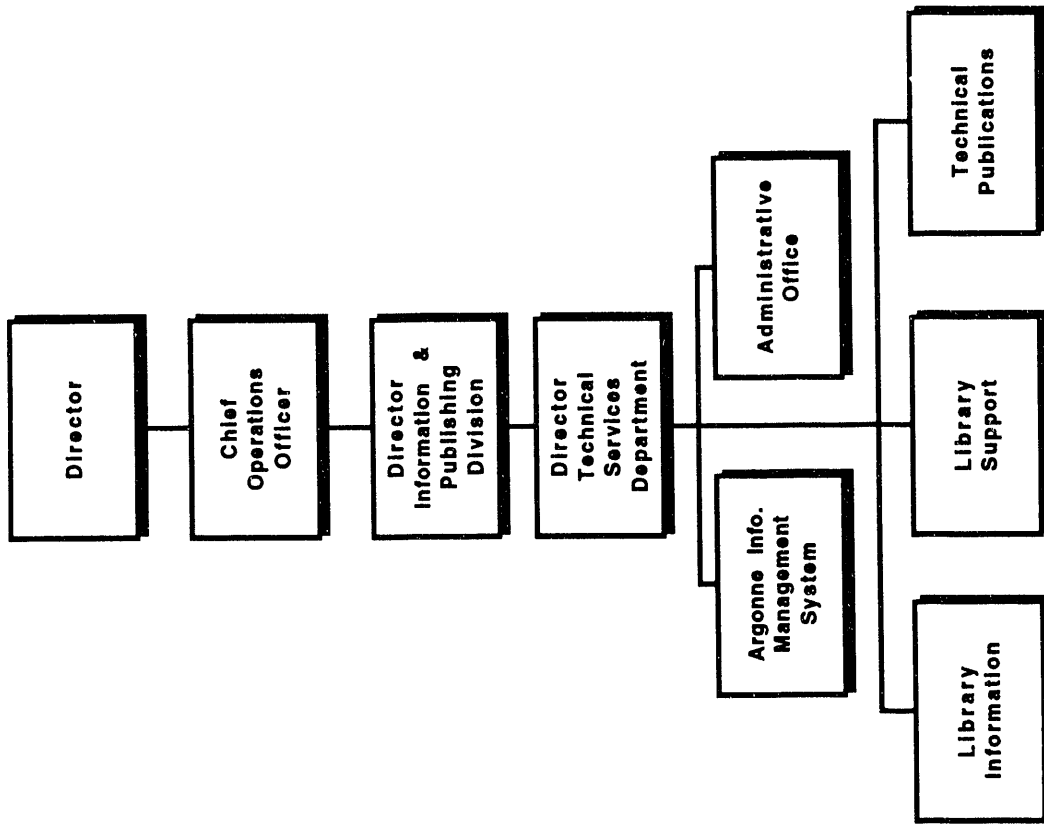 Director
Chief
Operations
Officer
Director
Information &
Publishing
Division
Director
Technical
Services
Department
Argonne Info.
Management
System
Administrative
Office
Library
Information
Library
Support
Technical
Publications